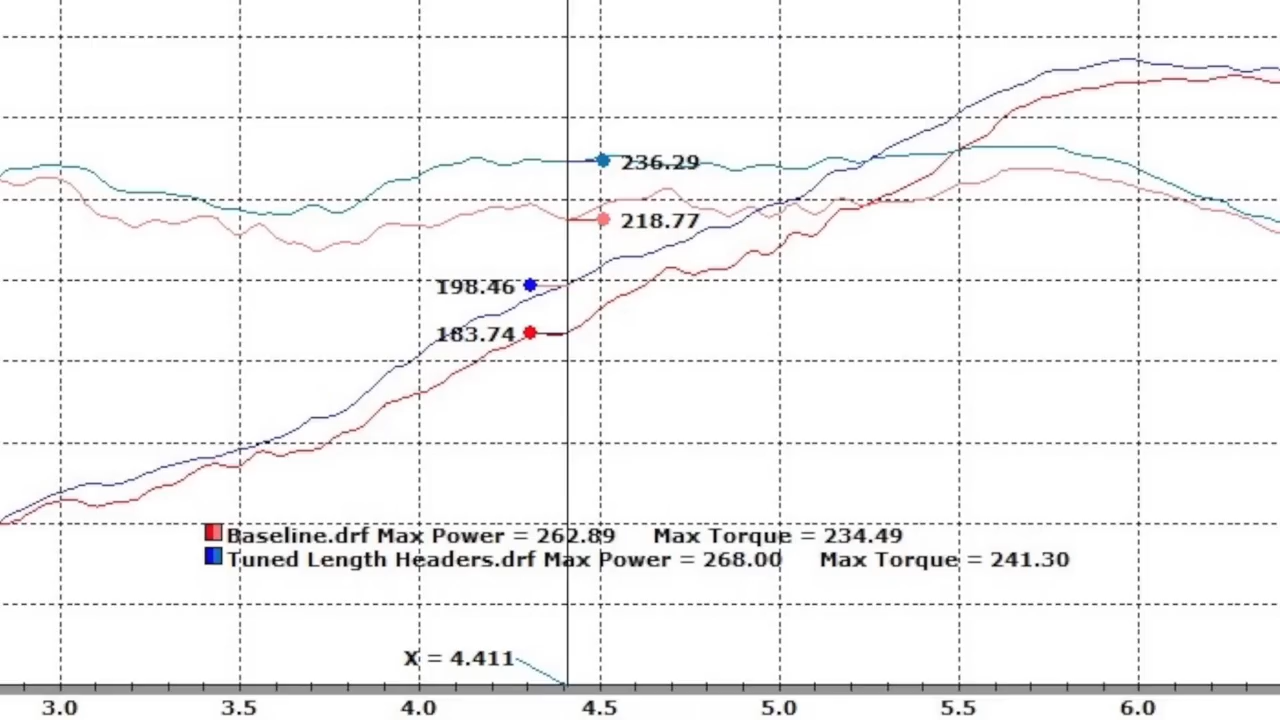 236.29
218.77
198.46
183.74
Baseline.drf Max Power = 262.89 Max Torque = 234.49
Tuned Length Headers.drf Max Power = 268.00 Max Torque = 241.30
X = 4.411
3.0 3.5 4.0 4.5 5.0 5.5 6.0